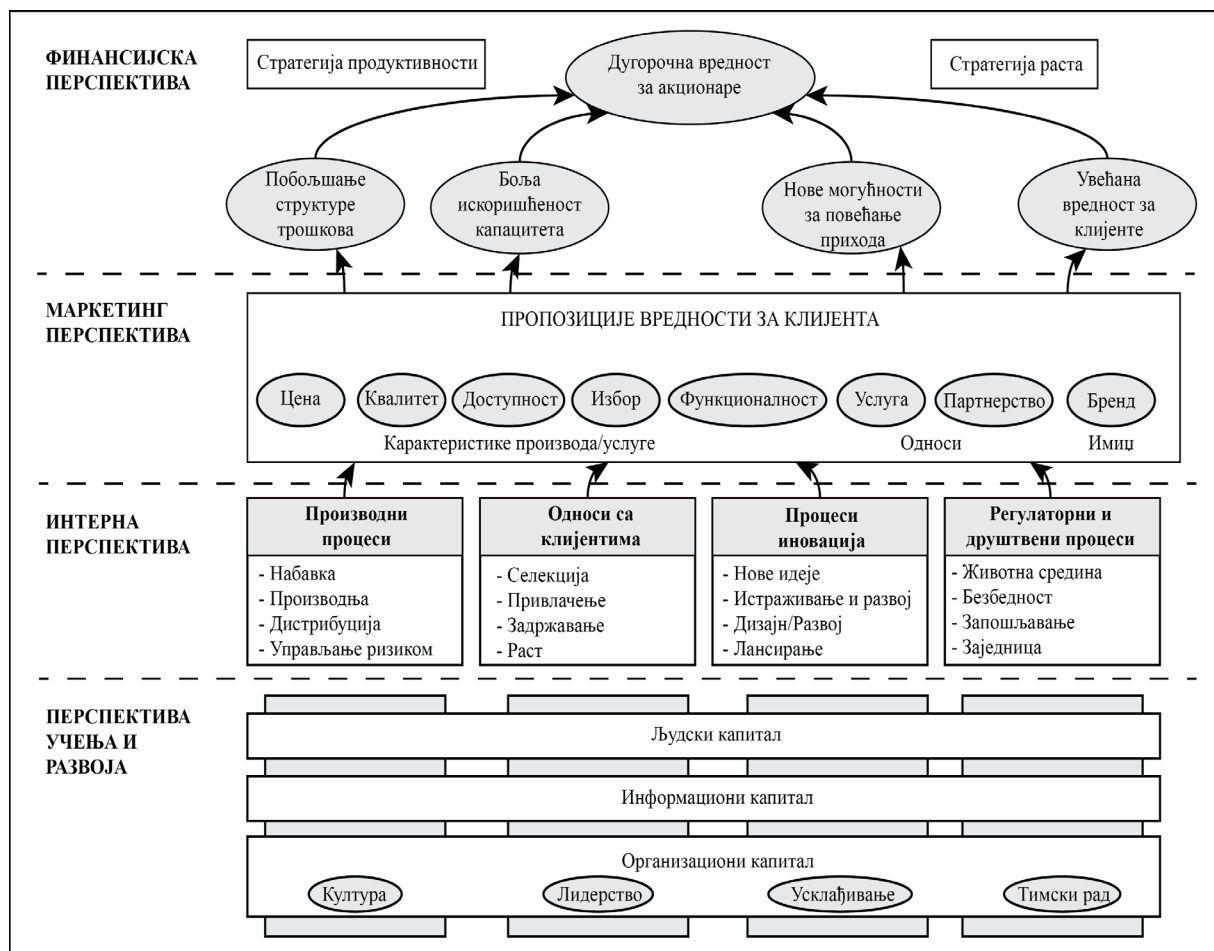 ФИНАНСИЈСКА
ПЕРСПЕКТИВА
Стратегија продуктивности
Дугорочна вредност
за акционаре
Стратегија раста
Побољшање
структуре
трошкова
Боља
искоришћеност
капацитета
Нове могућности
за повећање
прихода
Увећана
вредност за
клијенте
МАРКЕТИНГ
ПЕРСПЕКТИВА
ПРОПОЗИЦИЈЕ ВРЕДНОСТИ ЗА КЛИЈЕНТА
Цена
Квалитет
Доступност
Избор
Функционалност
Услуга
Партнерство
Бренд
Карактеристике производа/услуге
Односи
Имиџ
ИНТЕРНА
ПЕРСПЕКТИВА
Производни
процеси
- Набавка
- Производња
- Дистрибуција
- Управљање ризиком
Односи са
клијентима
- Селекција
- Привлачење
- Задржавање
- Раст
Процеси
иновација
- Нове идеје
- Истраживање и развој
- Дизајн/Развој
- Лансирање
Регулаторни и
друштвени процеси
- Животна средина
- Безбедност
- Запошљавање
- Заједница
ПЕРСПЕКТИВА
УЧЕЊА И
РАЗВОЈА
Људски капитал
Информациони капитал
Организациони капитал
Култура
Лидерство
Усклађивање
Тимски рад